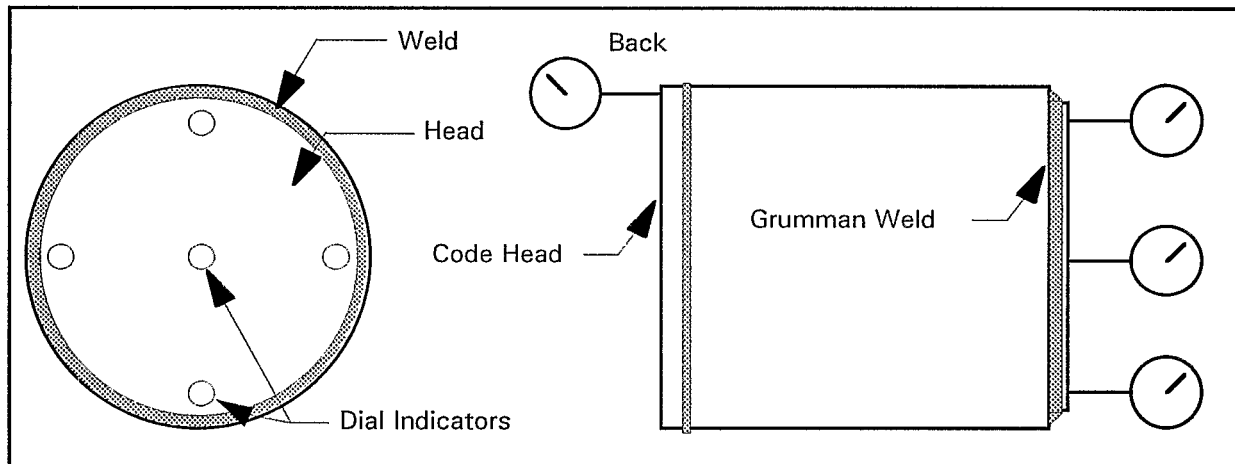 Weld
Back
Head
Code Head
Grumman Weld
Dial Indicators